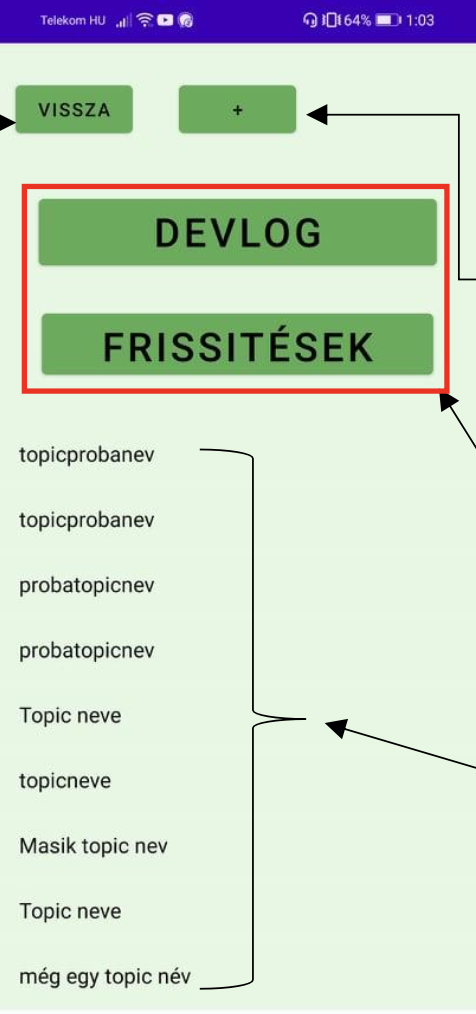 Telekom HU 64% 1:03
VISSZA +
DEVLOG
FRISSITÉSEK
topicprobanev
topicprobanev
probatopicnev
probatopicnev
Topic neve
topicneve
Masik topic nev
Topic neve
még egy topic név